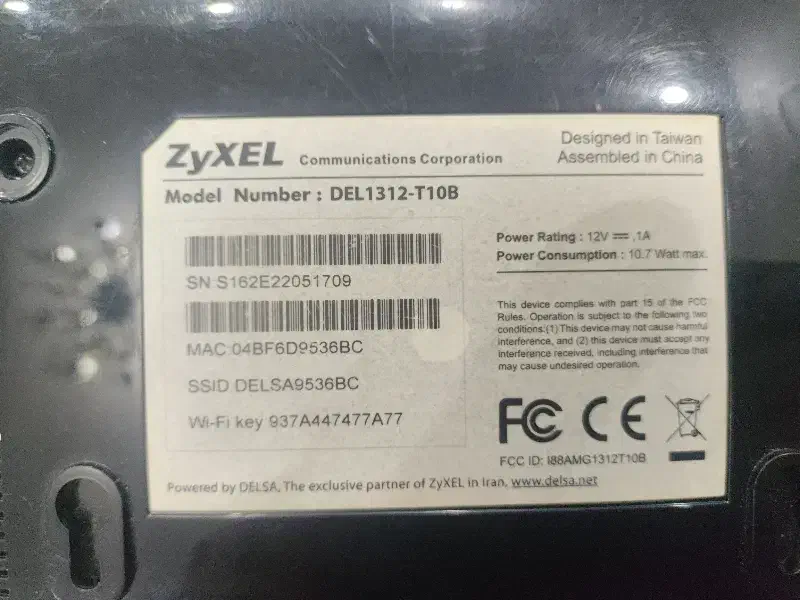 ZyXEL Communications Corporation
Designed in Taiwan
Assembled in China
Model Number : DEL1312-T10B
SN S162E22051709
MAC 04BF6D9536BC
SSID DELSA9536BC
Wi-Fi key 937A447477A77
Power Rating : 12V ⎓ ,1A
Power Consumption : 10.7 Watt max.
This device complies with part 15 of the FCC
Rules. Operation is subject to the following two
conditions:(1) This device may not cause harmful
interference, and (2) this device must accept any
interference received, including interference that
may cause undesired operation.
FC CE
FCC ID: I88AMG1312T10B
Powered by DELSA, The exclusive partner of ZyXEL in Iran, www.delsa.net